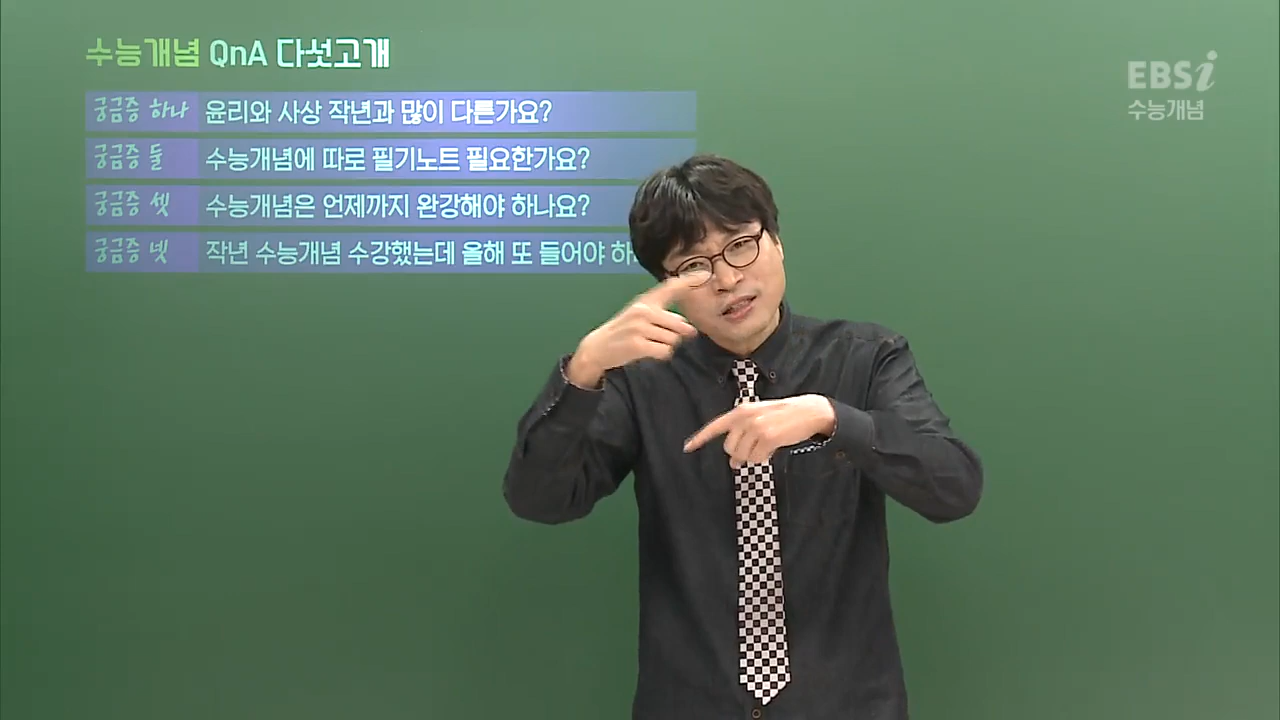 수능개념 QnA 다섯고개
궁금증 하나 윤리와 사상 작년과 많이 다른가요?
궁금증 둘 수능개념에 따로 필기노트 필요한가요?
궁금증 셋 수능개념은 언제까지 완강해야 하나요?
궁금증 넷 작년 수능개념 수강했는데 올해 또 들어야
EBSi
수능개념